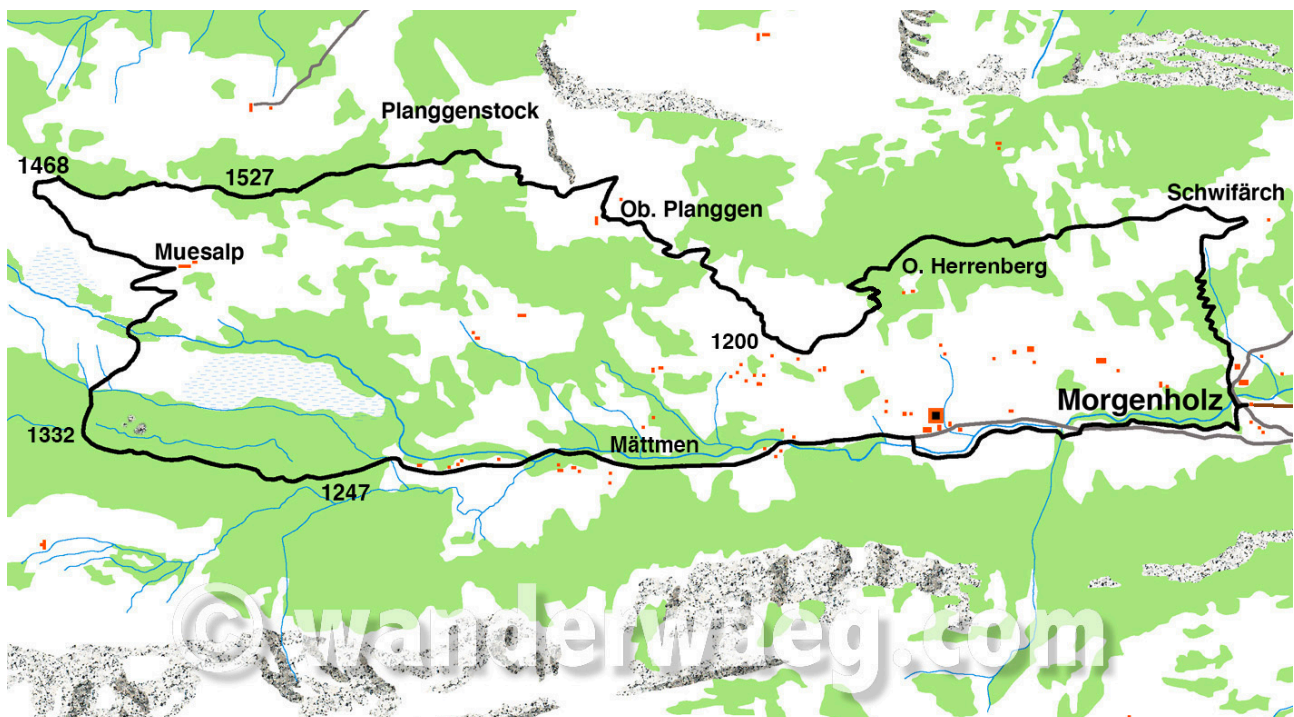 Planggenstock
1468
1527
Schwifärch
Ob. Planggen
Muesalp
O. Herrenberg
1200
Morgenholz
1332
Mättmen
1247
© wanderwaeg.com